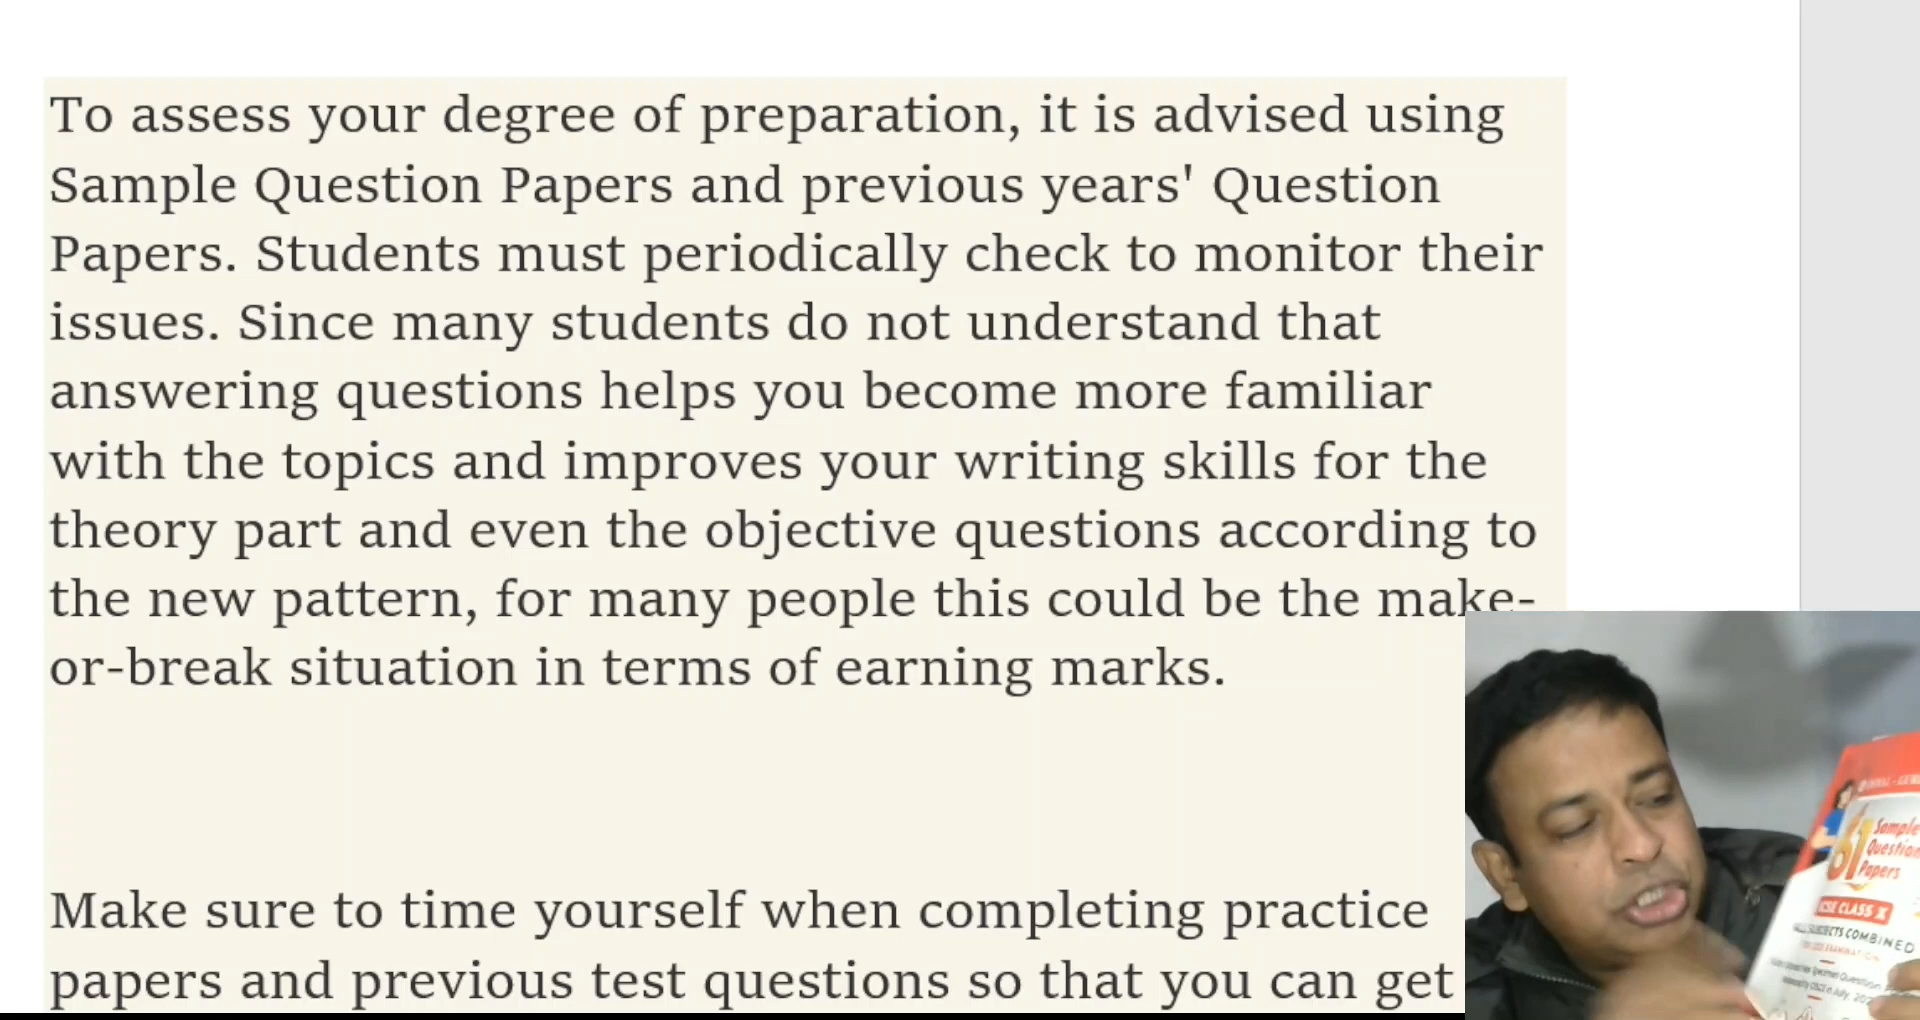 To assess your degree of preparation, it is advised using
Sample Question Papers and previous years' Question
Papers. Students must periodically check to monitor their
issues. Since many students do not understand that
answering questions helps you become more familiar
with the topics and improves your writing skills for the
theory part and even the objective questions according to
the new pattern, for many people this could be the make-
or-break situation in terms of earning marks.
Make sure to time yourself when completing practice
papers and previous test questions so that you can get
61
Sample
Question
Papers
ICSE CLASS X
ALL SUBJECTS COMBINED